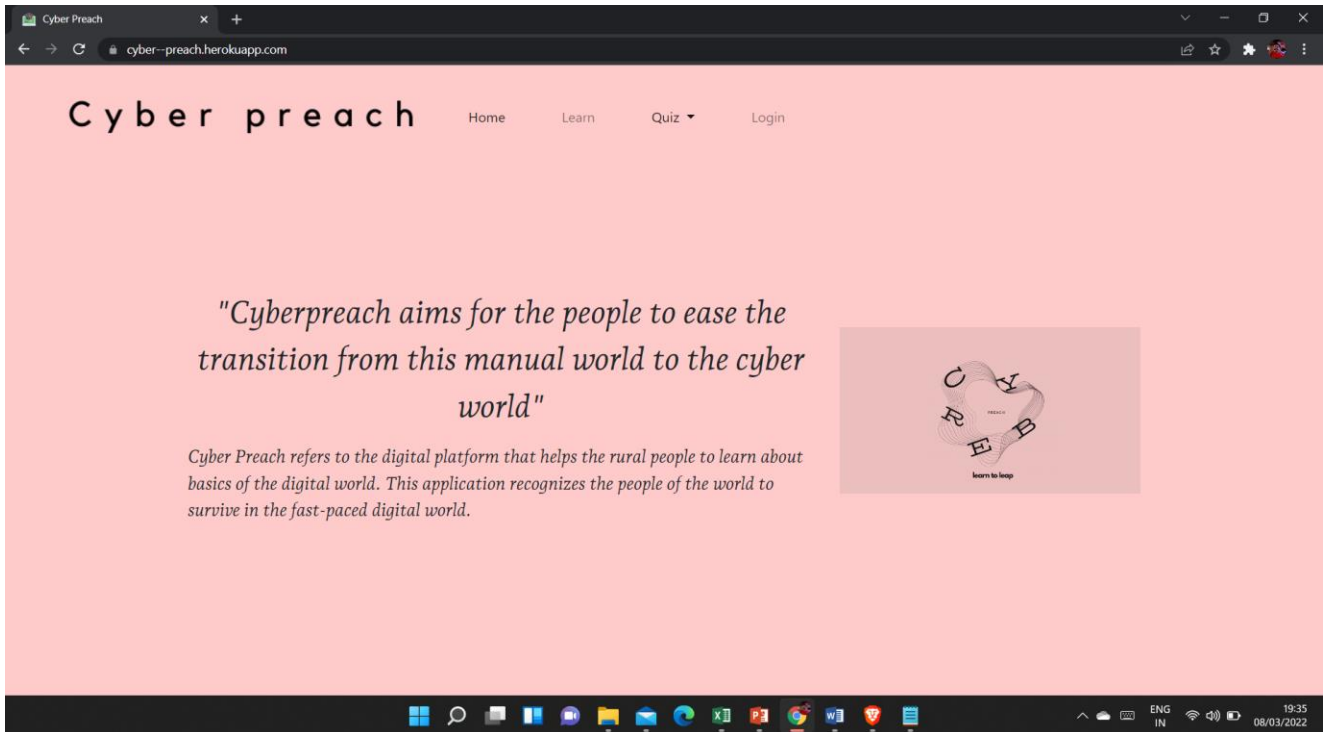 Cyber Preach
cyber--preach.herokuapp.com
Cyber preach Home Learn Quiz Login
"Cyberpreach aims for the people to ease the
transition from this manual world to the cyber
world"
Cyber Preach refers to the digital platform that helps the rural people to learn about
basics of the digital world. This application recognizes the people of the world to
survive in the fast-paced digital world.
CYBER
PREACH
learn to leap
ENG
IN
19:35
08/03/2022